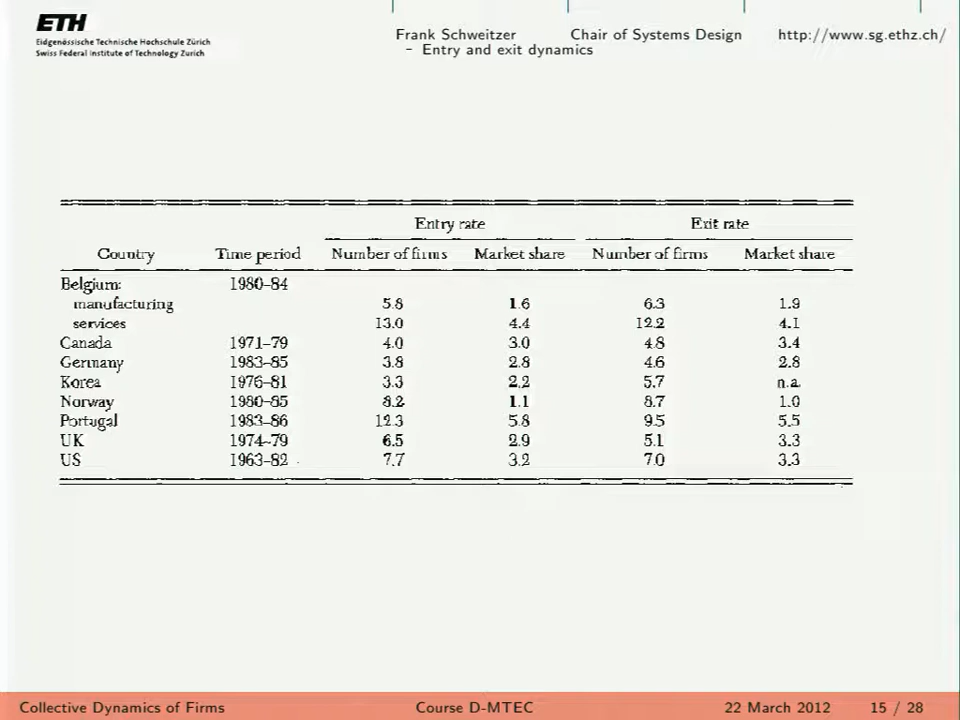 ETH
Eidgenössische Technische Hochschule Zürich
Swiss Federal Institute of Technology Zurich
Frank Schweitzer Chair of Systems Design http://www.sg.ethz.ch/
– Entry and exit dynamics
Entry rate Exit rate
Country Time period Number of firms Market share Number of firms Market share
Belgium: 1980–84
manufacturing 5.8 1.6 6.3 1.9
services 13.0 4.4 12.2 4.1
Canada 1971–79 4.0 3.0 4.8 3.4
Germany 1983–85 3.8 2.8 4.6 2.8
Korea 1976–81 3.3 2.2 5.7 n.a.
Norway 1980–85 8.2 1.1 8.7 1.0
Portugal 1983–86 12.3 5.8 9.5 5.5
UK 1974–79 6.5 2.9 5.1 3.3
US 1963–82 7.7 3.2 7.0 3.3
Collective Dynamics of Firms Course D-MTEC 22 March 2012 15 / 28